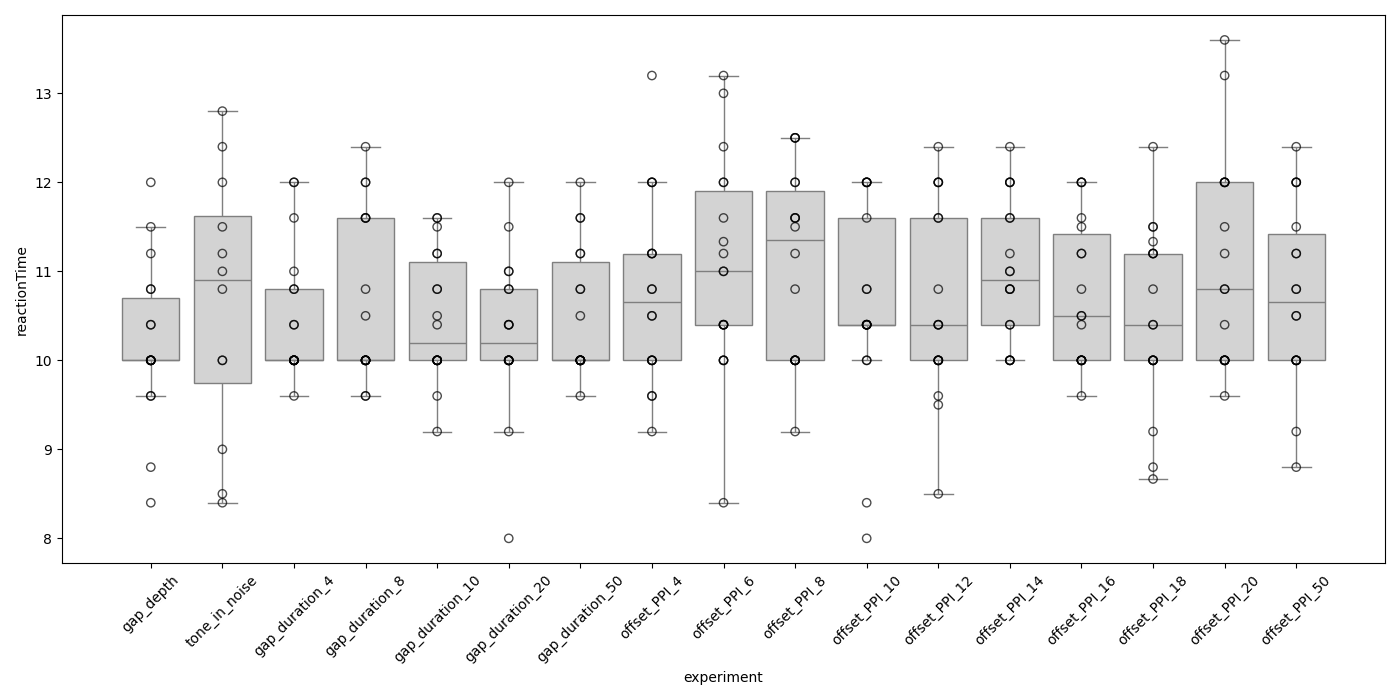 reactionTime
13
12
11
10
9
8
gap_depth
tone_in_noise
gap_duration_4
gap_duration_8
gap_duration_10
gap_duration_20
gap_duration_50
offset_PPI_4
offset_PPI_6
offset_PPI_8
offset_PPI_10
offset_PPI_12
offset_PPI_14
offset_PPI_16
offset_PPI_18
offset_PPI_20
offset_PPI_50
experiment